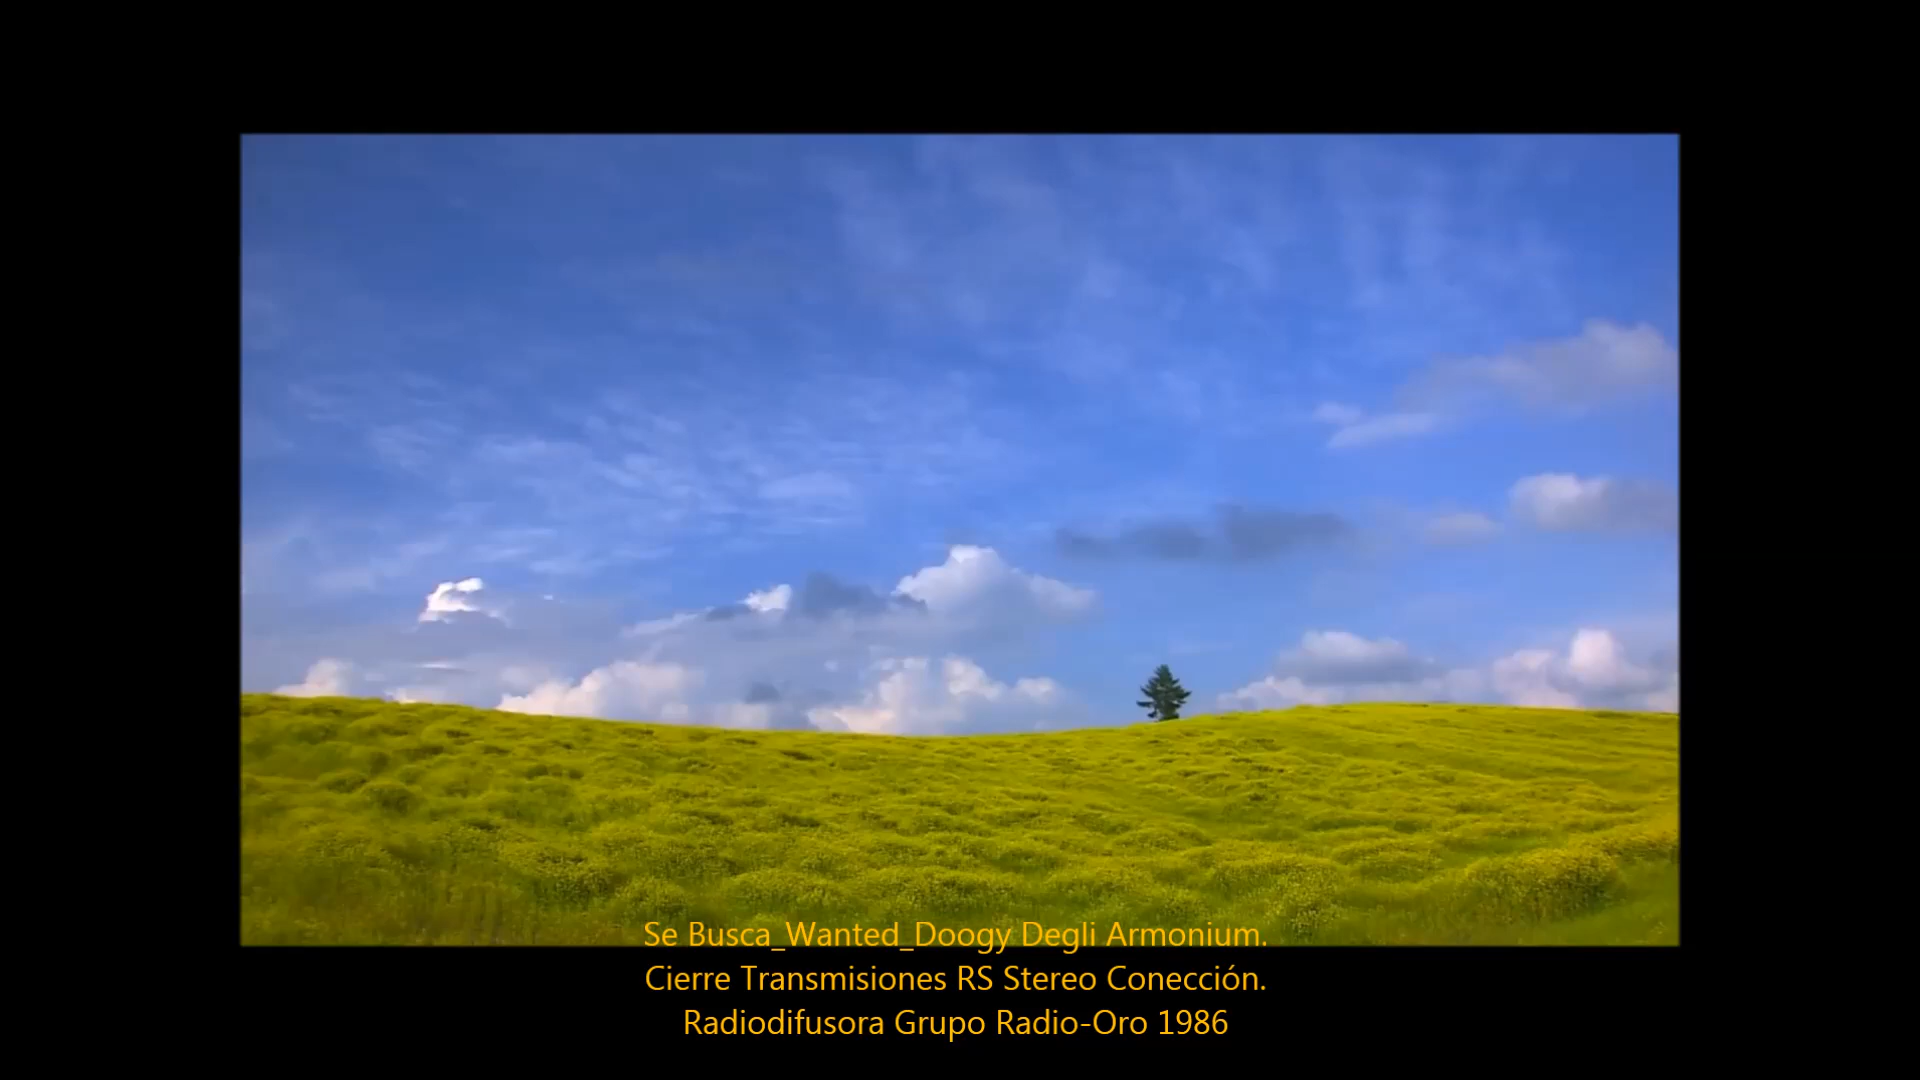 Se Busca_Wanted_Doogy Degli Armonium.
Cierre Transmisiones RS Stereo Conección.
Radiodifusora Grupo Radio-Oro 1986